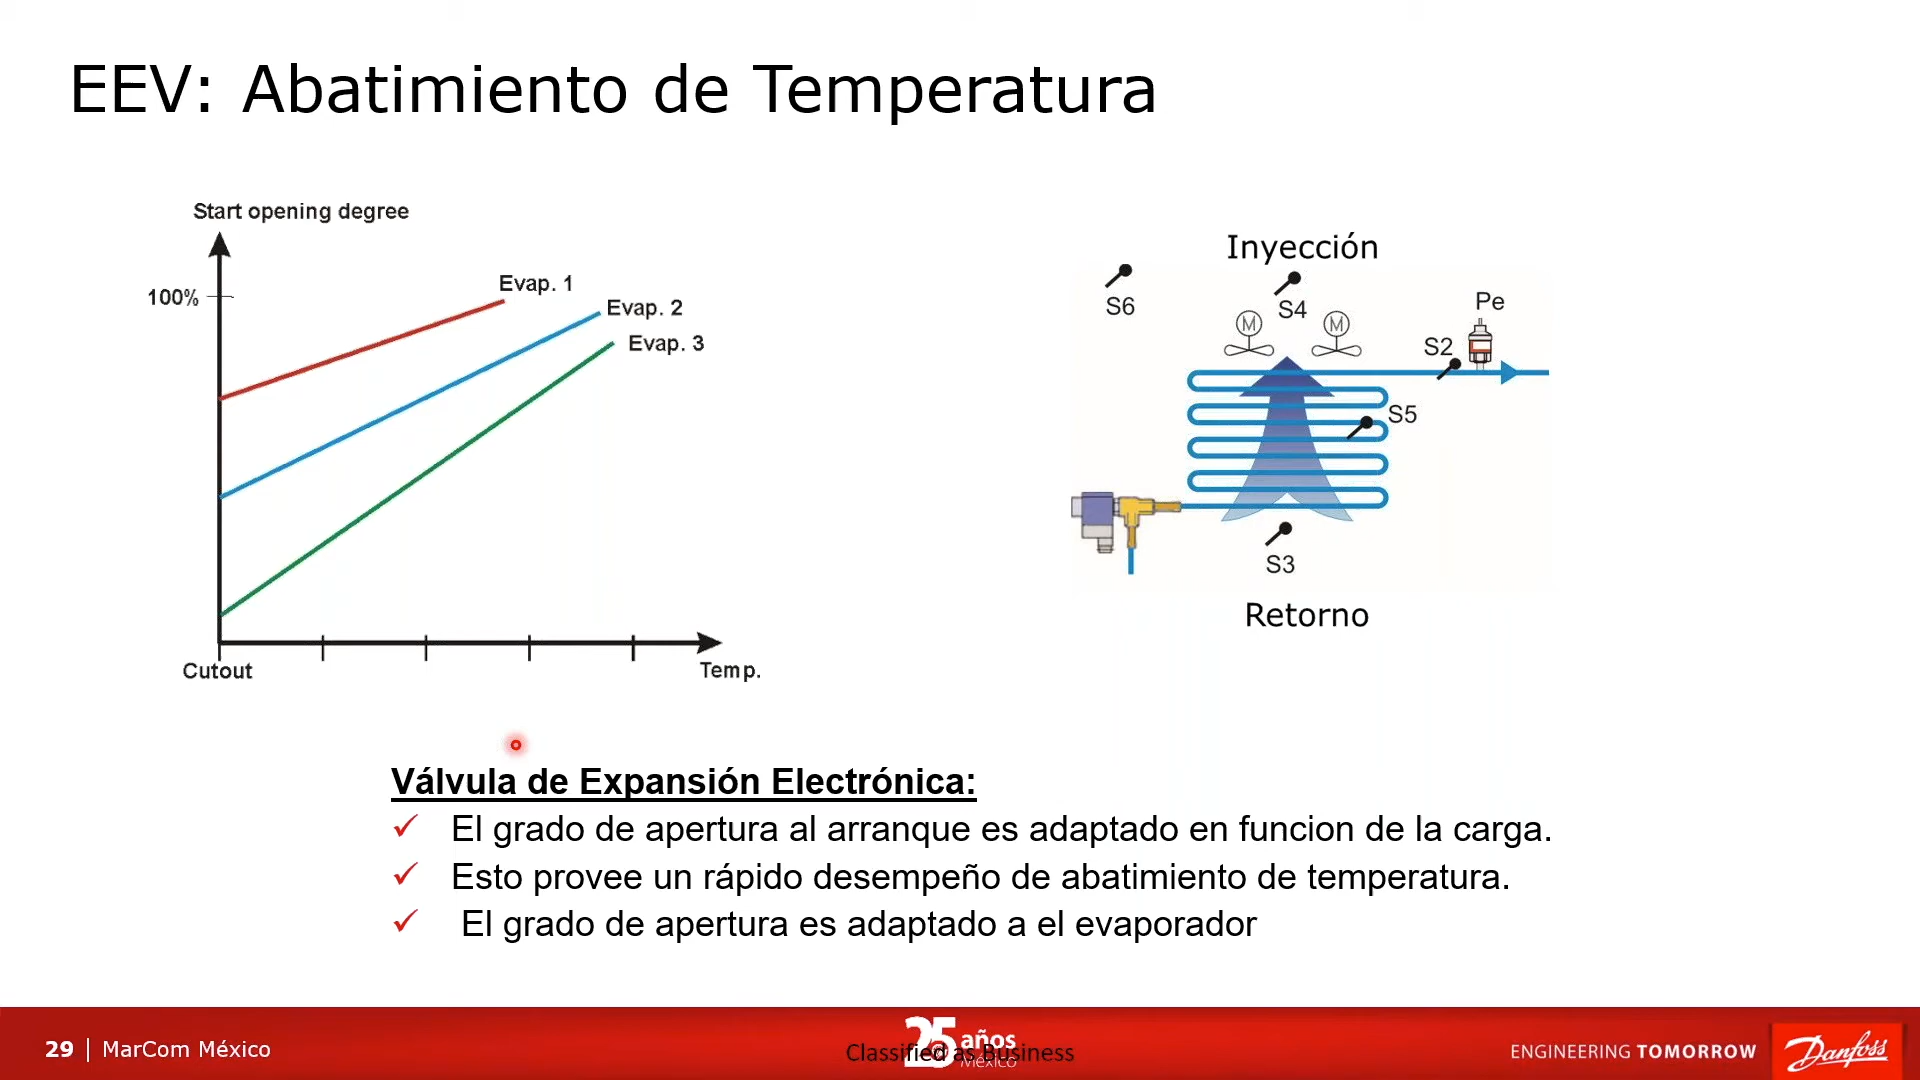 EEV: Abatimiento de Temperatura
Start opening degree
100%
Evap. 1
Evap. 2
Evap. 3
Cutout
Temp.
Inyección
S6
S4
Pe
M
M
S2
S5
S3
Retorno
Válvula de Expansión Electrónica:
El grado de apertura al arranque es adaptado en funcion de la carga.
Esto provee un rápido desempeño de abatimiento de temperatura.
El grado de apertura es adaptado a el evaporador
29 | MarCom México
25 años
México
Classified as Business
ENGINEERING TOMORROW
Danfoss